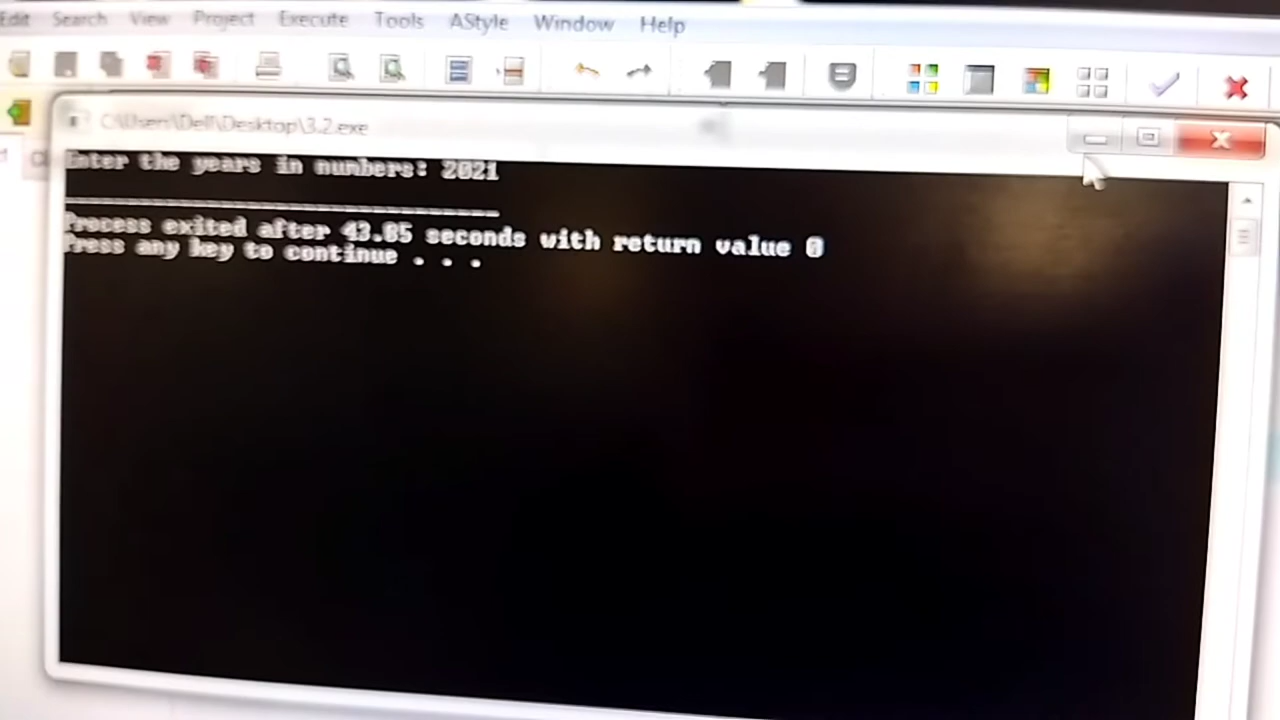 Edit Search View Project Execute Tools AStyle Window Help
C:\Users\Dell\Desktop\3.2.exe
Enter the years in numbers: 2021
--------------------------------
Process exited after 43.85 seconds with return value 0
Press any key to continue . . .